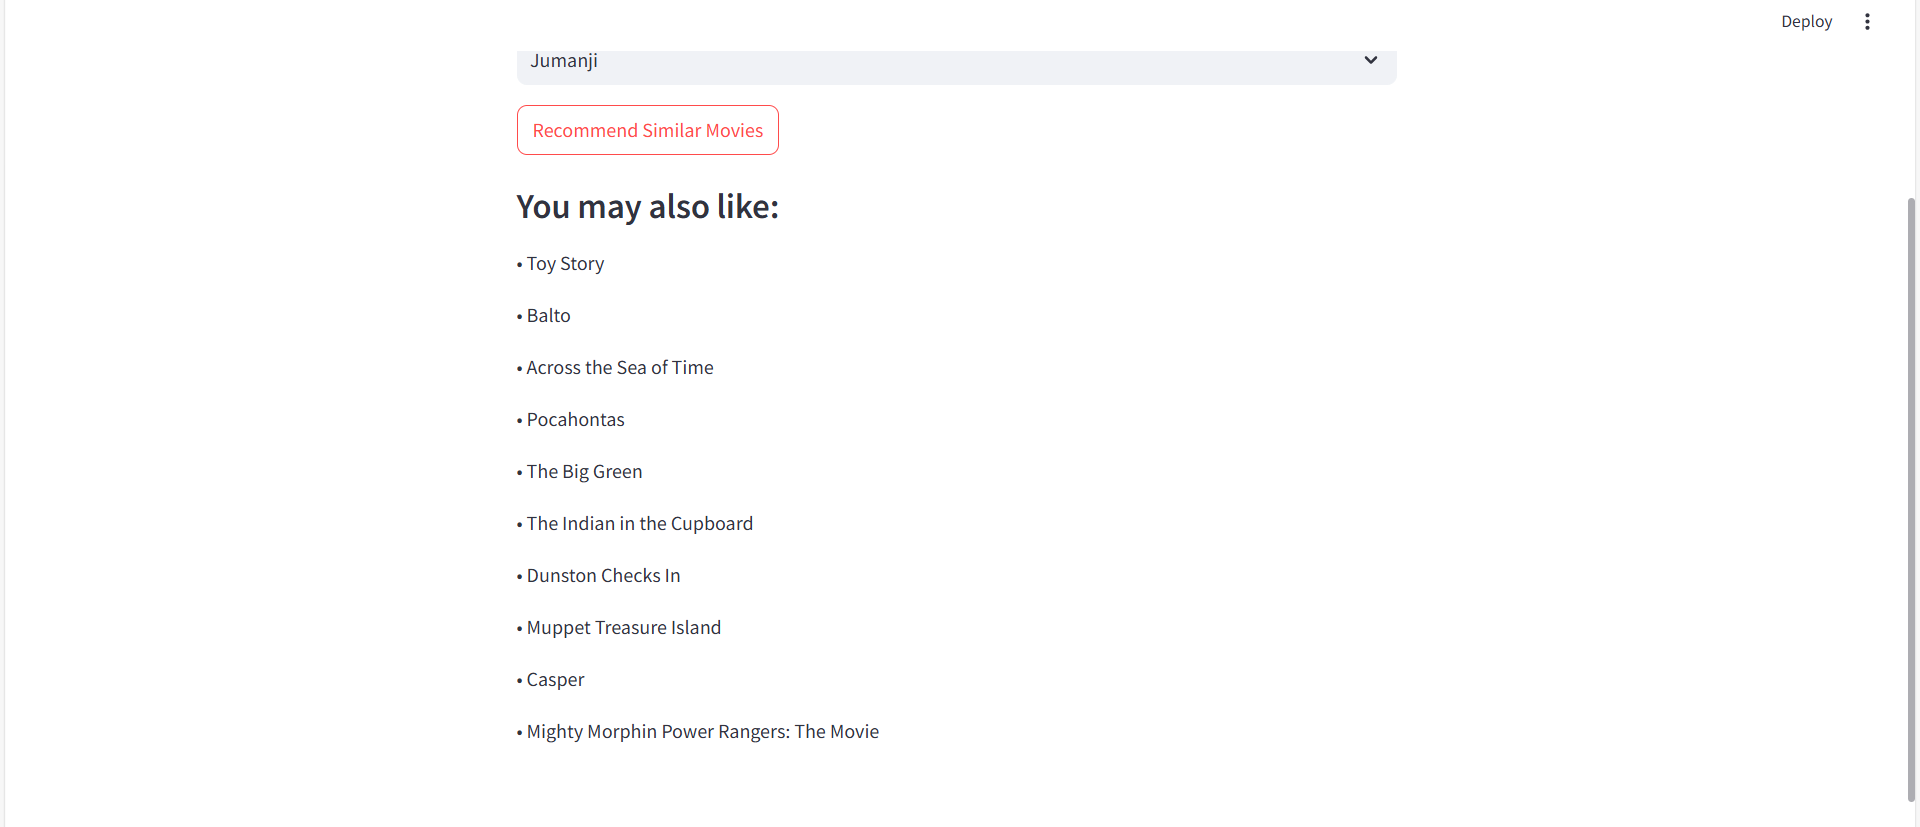 Deploy
Jumanji
Recommend Similar Movies
You may also like:
• Toy Story
• Balto
• Across the Sea of Time
• Pocahontas
• The Big Green
• The Indian in the Cupboard
• Dunston Checks In
• Muppet Treasure Island
• Casper
• Mighty Morphin Power Rangers: The Movie